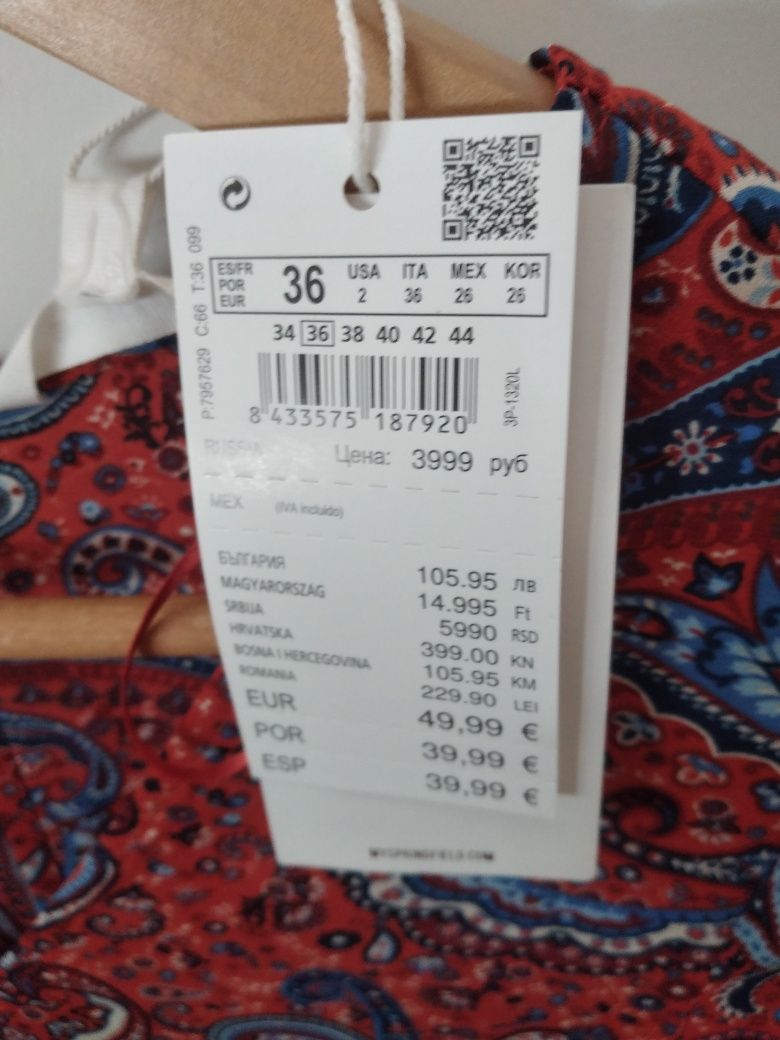 P:7957629 C:66 T:36 099
ES/FR
POR
EUR
36
USA ITA MEX KOR
2 36 26 26
34 36 38 40 42 44
8 433575 187920
3P-1320L
RUSSIA Цена: 3999 руб
MEX (IVA incluido)
БЪЛГАРИЯ 105.95 ЛВ
MAGYARORSZAG 14.995 Ft
SRBIJA 5990 RSD
HRVATSKA 399.00 KN
BOSNA I HERCEGOVINA 105.95 KM
ROMANIA 229.90 LEI
EUR 49,99 €
POR 39,99 €
ESP 39,99 €
MYSPRINGFIELD.COM